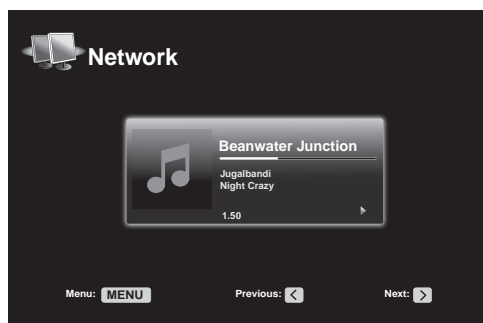 Network
Beanwater Junction
Jugalbandi
Night Crazy
1.50
Menu: MENU Previous: < Next: >